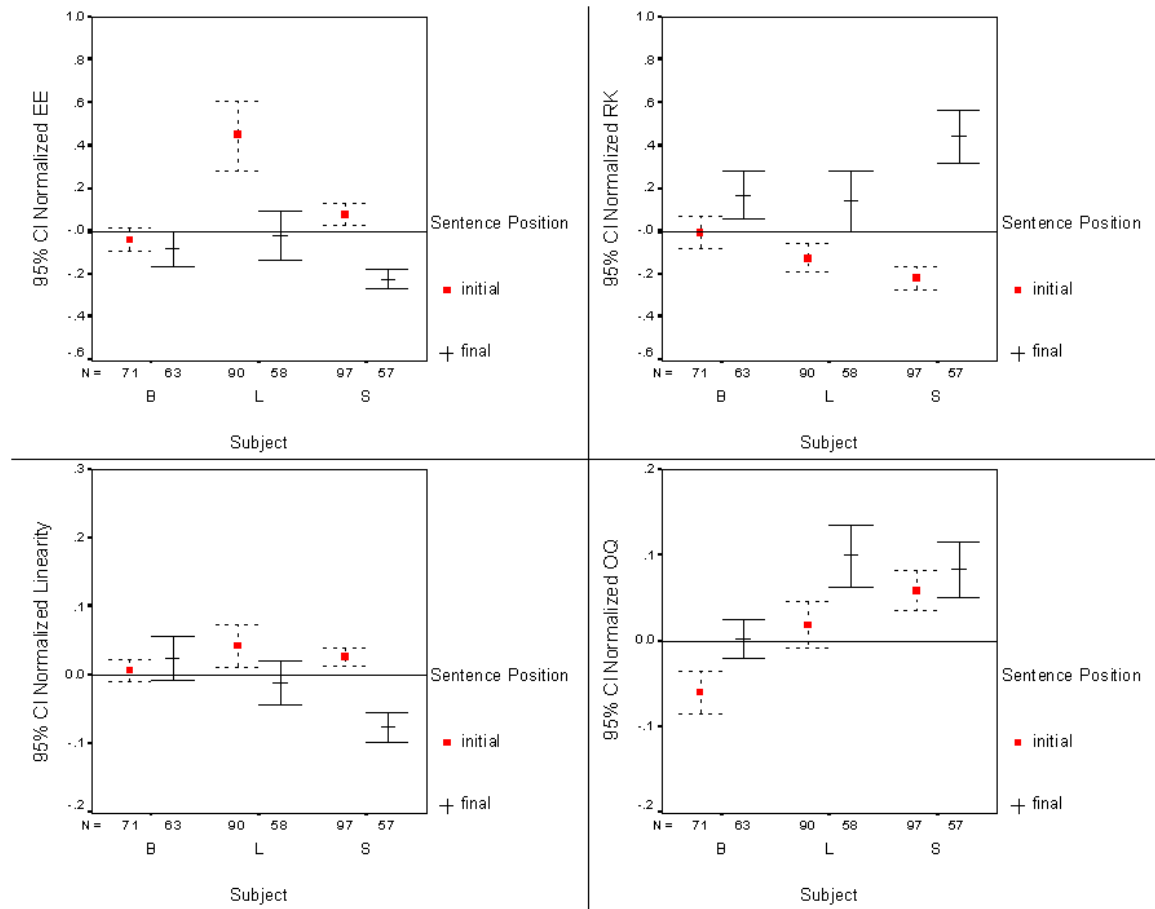 95% CI Normalized EE
1.0
.8
.6
.4
.2
-.0
-.2
-.4
-.6
N = 71 63 90 58 97 57
B L S
Subject
Sentence Position
initial
final
95% CI Normalized RK
1.0
.8
.6
.4
.2
-.0
-.2
-.4
-.6
N = 71 63 90 58 97 57
B L S
Subject
Sentence Position
initial
final
95% CI Normalized Linearity
.3
.2
.1
0.0
-.1
-.2
N = 71 63 90 58 97 57
B L S
Subject
Sentence Position
initial
final
95% CI Normalized OQ
.2
.1
0.0
-.1
-.2
N = 71 63 90 58 97 57
B L S
Subject
Sentence Position
initial
final